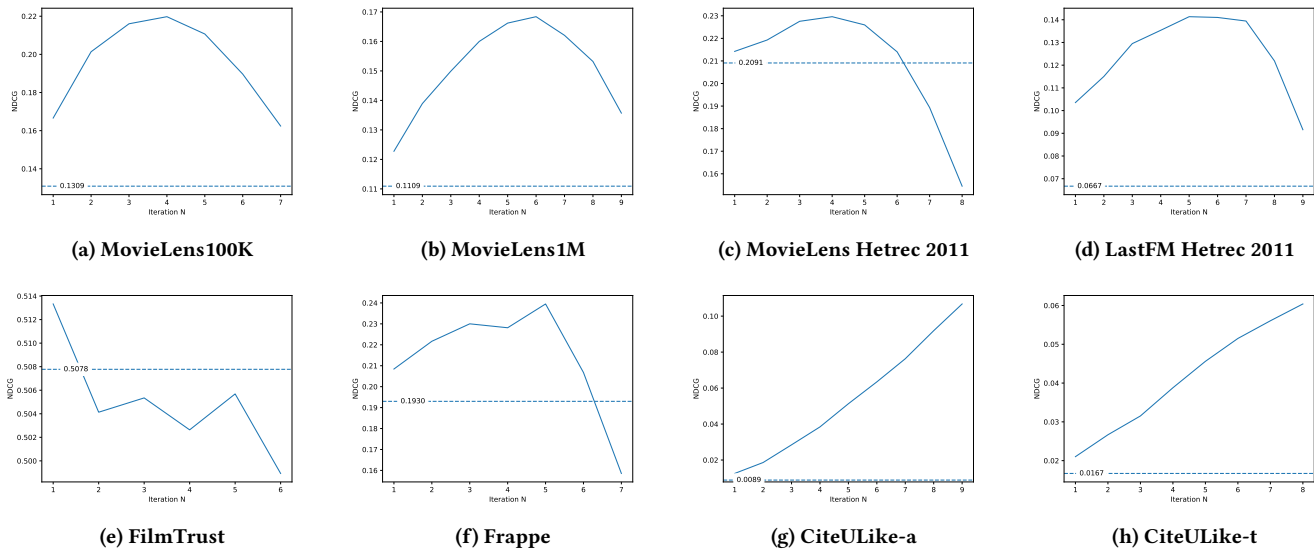 0.22
0.20
0.18
0.16
0.14
NDCG
0.1309
1 2 3 4 5 6 7
Iteration N
(a) MovieLens100K
0.17
0.16
0.15
0.14
0.13
0.12
0.11
NDCG
0.1109
1 2 3 4 5 6 7 8 9
Iteration N
(b) MovieLens1M
0.23
0.22
0.21
0.20
0.19
0.18
0.17
0.16
NDCG
0.2091
1 2 3 4 5 6 7 8
Iteration N
(c) MovieLens Hetrec 2011
0.14
0.13
0.12
0.11
0.10
0.09
0.08
0.07
NDCG
0.0667
1 2 3 4 5 6 7 8 9
Iteration N
(d) LastFM Hetrec 2011
0.514
0.512
0.510
0.508
0.506
0.504
0.502
0.500
NDCG
0.5078
1 2 3 4 5 6
Iteration N
(e) FilmTrust
0.24
0.23
0.22
0.21
0.20
0.19
0.18
0.17
0.16
NDCG
0.1930
1 2 3 4 5 6 7
Iteration N
(f) Frappe
0.10
0.08
0.06
0.04
0.02
NDCG
0.0089
1 2 3 4 5 6 7 8 9
Iteration N
(g) CiteULike-a
0.06
0.05
0.04
0.03
0.02
NDCG
0.0167
1 2 3 4 5 6 7 8
Iteration N
(h) CiteULike-t